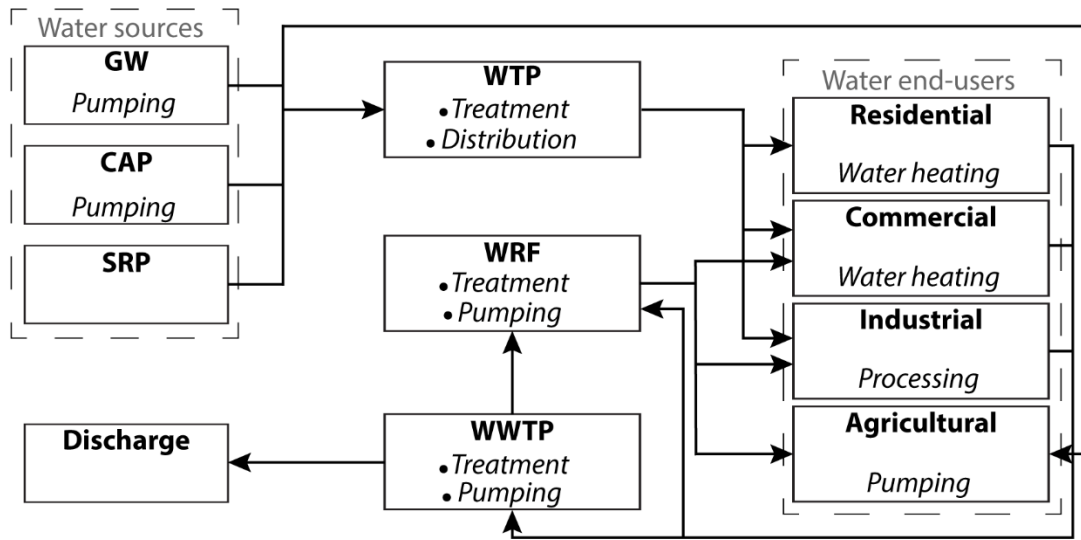 Water sources
GW
Pumping
CAP
Pumping
SRP
WTP
•Treatment
•Distribution
WRF
•Treatment
•Pumping
Discharge
WWTP
•Treatment
•Pumping
Water end-users
Residential
Water heating
Commercial
Water heating
Industrial
Processing
Agricultural
Pumping